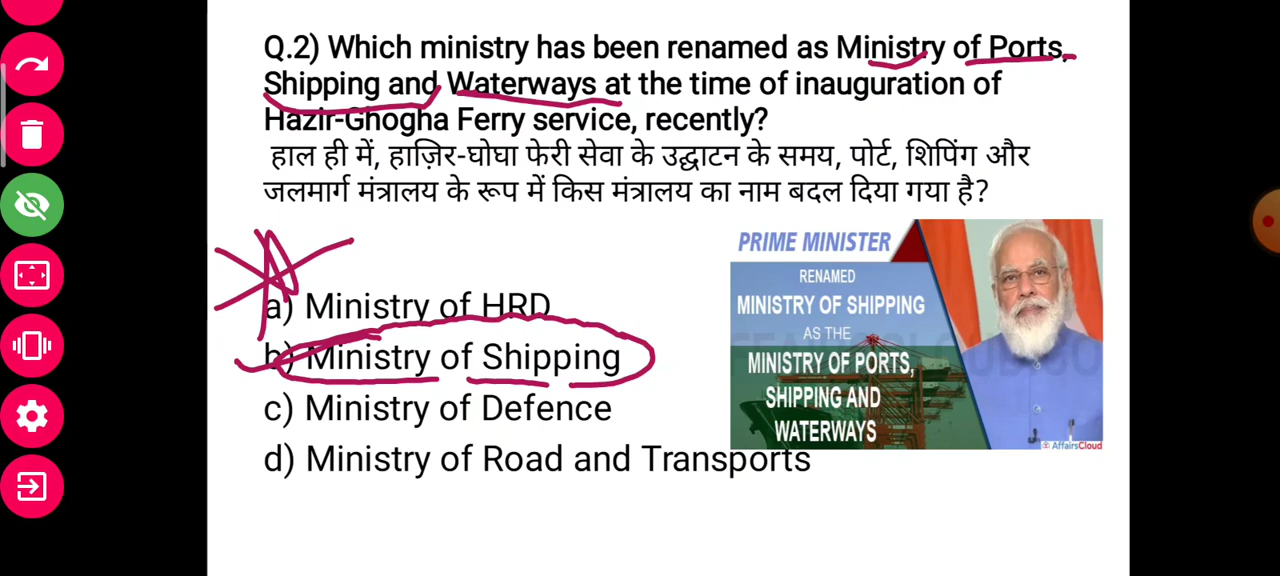 Q.2) Which ministry has been renamed as Ministry of Ports,
Shipping and Waterways at the time of inauguration of
Hazir-Ghogha Ferry service, recently?
हाल ही में, हाज़िर-घोघा फेरी सेवा के उद्घाटन के समय, पोर्ट, शिपिंग और
जलमार्ग मंत्रालय के रूप में किस मंत्रालय का नाम बदल दिया गया है?
a) Ministry of HRD
b) Ministry of Shipping
c) Ministry of Defence
d) Ministry of Road and Transports
PRIME MINISTER
RENAMED
MINISTRY OF SHIPPING
AS THE
MINISTRY OF PORTS,
SHIPPING AND
WATERWAYS
AffairsCloud